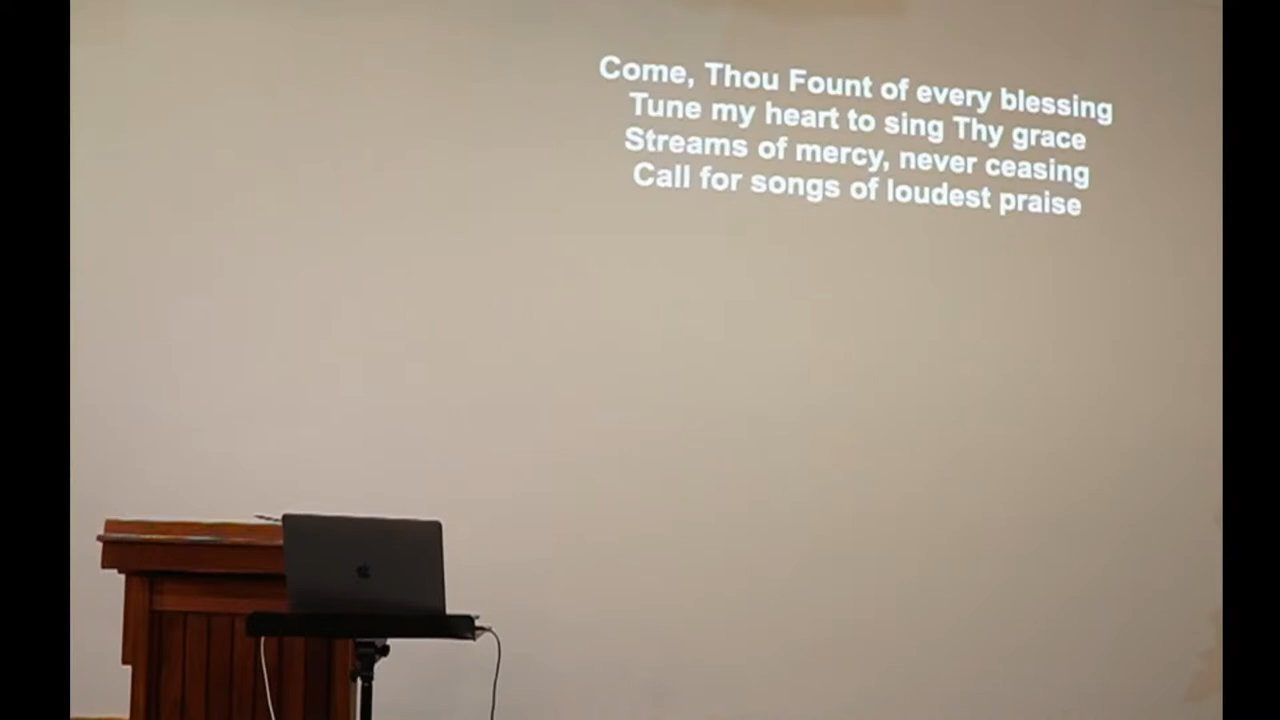 Come, Thou Fount of every blessing
Tune my heart to sing Thy grace
Streams of mercy, never ceasing
Call for songs of loudest praise